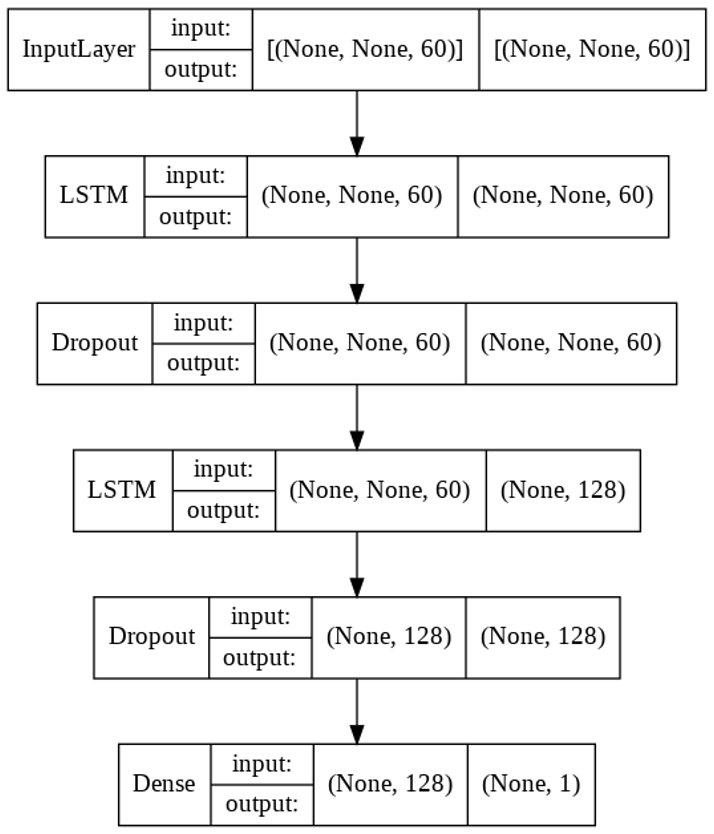 InputLayer input: output: [(None, None, 60)] [(None, None, 60)]
LSTM input: output: (None, None, 60) (None, None, 60)
Dropout input: output: (None, None, 60) (None, None, 60)
LSTM input: output: (None, None, 60) (None, 128)
Dropout input: output: (None, 128) (None, 128)
Dense input: output: (None, 128) (None, 1)